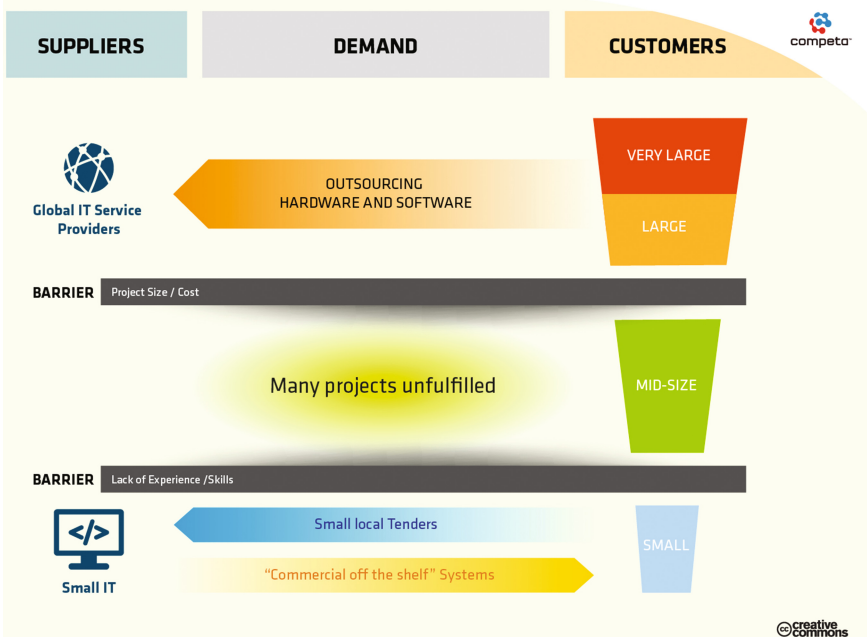 SUPPLIERS
DEMAND
CUSTOMERS
competa
VERY LARGE
OUTSOURCING
HARDWARE AND SOFTWARE
Global IT Service
Providers
LARGE
BARRIER
Project Size / Cost
Many projects unfulfilled
MID-SIZE
BARRIER
Lack of Experience /Skills
</>
Small local Tenders
SMALL
“Commercial off the shelf” Systems
Small IT
cc creative
commons